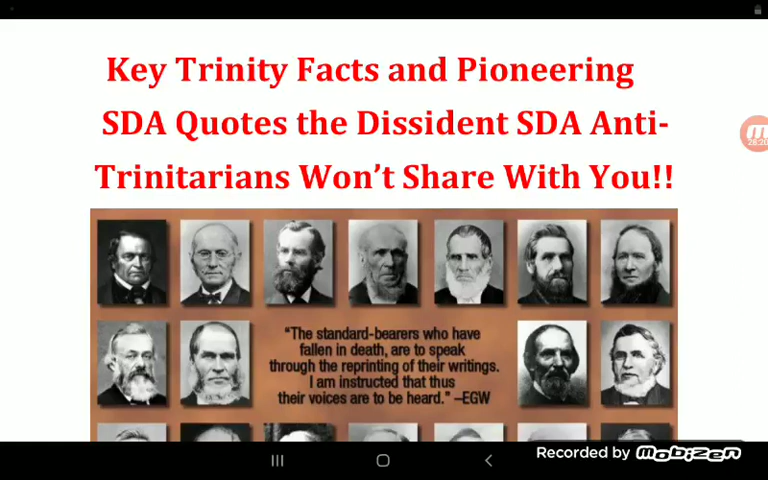 Key Trinity Facts and Pioneering
SDA Quotes the Dissident SDA Anti-
Trinitarians Won't Share With You!!
28:20
"The standard-bearers who have
fallen in death, are to speak
through the reprinting of their writings.
I am instructed that thus
their voices are to be heard." –EGW
Recorded by mobizen